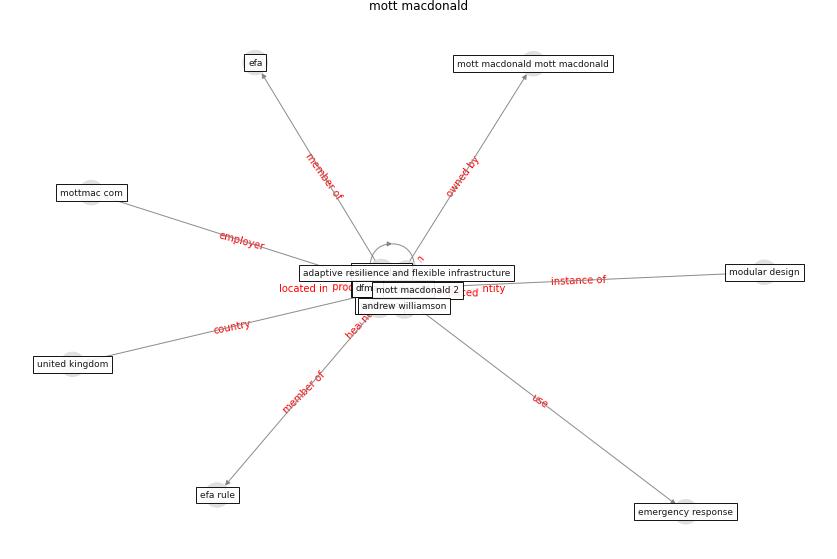 mott macdonald
efa
mott macdonald mott macdonald
member of
owned by
mottmac com
employer
adaptive resilience and flexible infrastructure
modular design
instance of
located in
dfm
mott macdonald 2
andrew williamson
country
united kingdom
member of
use
efa rule
emergency response